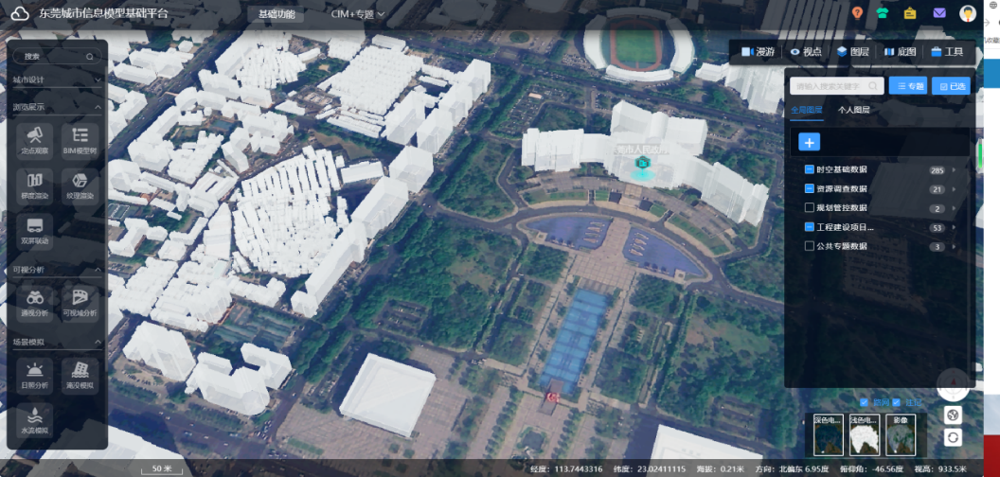 东莞城市信息模型基础平台
基础功能
CIM+专题
搜索
城市设计
浏览展示
定点观察
BIM模型树
纹理渲染
双屏联动
可视分析
通视分析
可视域分析
场景模拟
日照分析
淹没模拟
水流模拟
漫游
视点
图层
底图
工具
请输入搜索关键字
专题
已选
全局图层
个人图层
+
时空基础数据 285
资源调查数据 21
规划管控数据 2
工程建设项目... 53
公共专题数据 3
市人民政府
路网
注记
深色电...
浅色电...
影像
50 米
经度：113.7443316 纬度：23.02411115 海拔：0.21米 方向：北偏东 6.95度 俯仰角：-46.56度 视高：933.5米